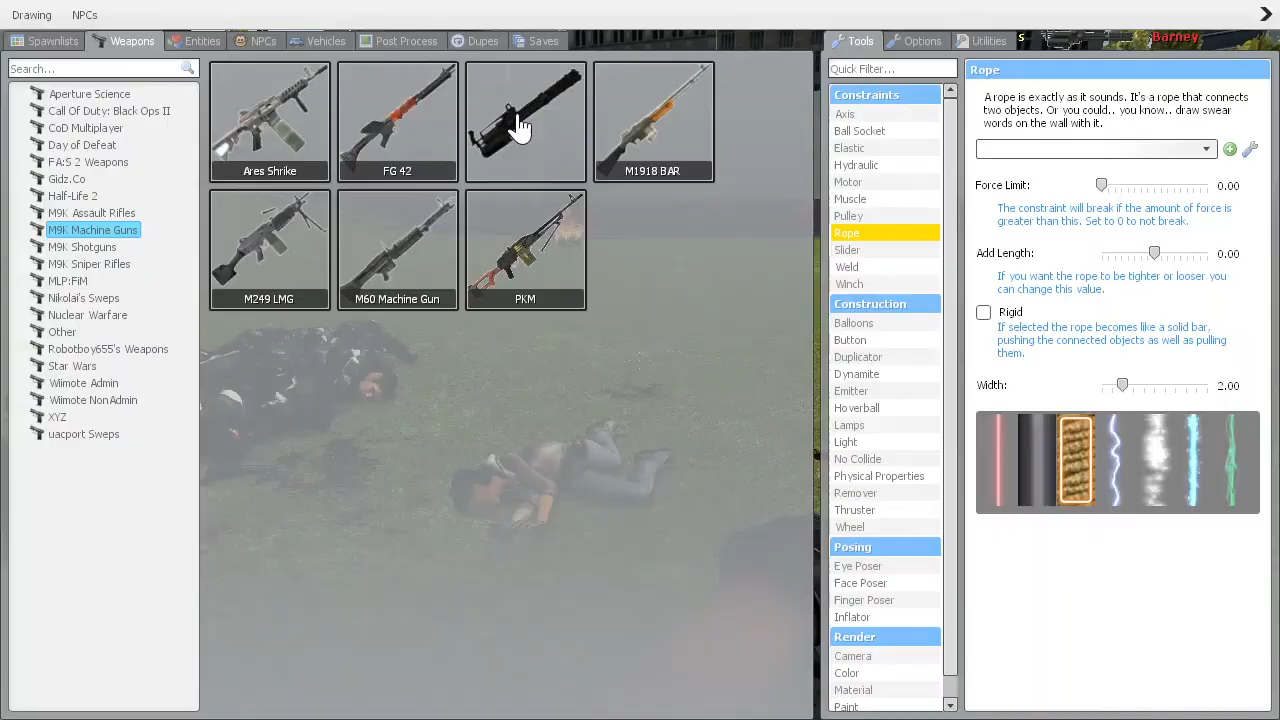 Drawing NPCs
Spawnlists Weapons Entities NPCs Vehicles Post Process Dupes Saves
Search...
Aperture Science
Call Of Duty: Black Ops II
CoD Multiplayer
Day of Defeat
FA:S 2 Weapons
Gidz.Co
Half-Life 2
M9K Assault Rifles
M9K Machine Guns
M9K Shotguns
M9K Sniper Rifles
MLP:FiM
Nikolai's Sweps
Nuclear Warfare
Other
Robotboy655's Weapons
Star Wars
Wiimote Admin
Wiimote NonAdmin
XYZ
uacport Sweps
Ares Shrike
FG 42
M1918 BAR
M249 LMG
M60 Machine Gun
PKM
Tools Options Utilities
s Barney
Quick Filter...
Constraints
Axis
Ball Socket
Elastic
Hydraulic
Motor
Muscle
Pulley
Rope
Slider
Weld
Winch
Construction
Balloons
Button
Duplicator
Dynamite
Emitter
Hoverball
Lamps
Light
No Collide
Physical Properties
Remover
Thruster
Wheel
Posing
Eye Poser
Face Poser
Finger Poser
Inflator
Render
Camera
Color
Material
Paint
Rope
A rope is exactly as it sounds. It's a rope that connects
two objects. Or you could.. you know.. draw swear
words on the wall with it.
Force Limit: 0.00
The constraint will break if the amount of force is
greater than this. Set to 0 to not break.
Add Length: 0.00
If you want the rope to be tighter or looser you
can change this value.
Rigid
If selected the rope becomes like a solid bar,
pushing the connected objects as well as pulling
them.
Width: 2.00